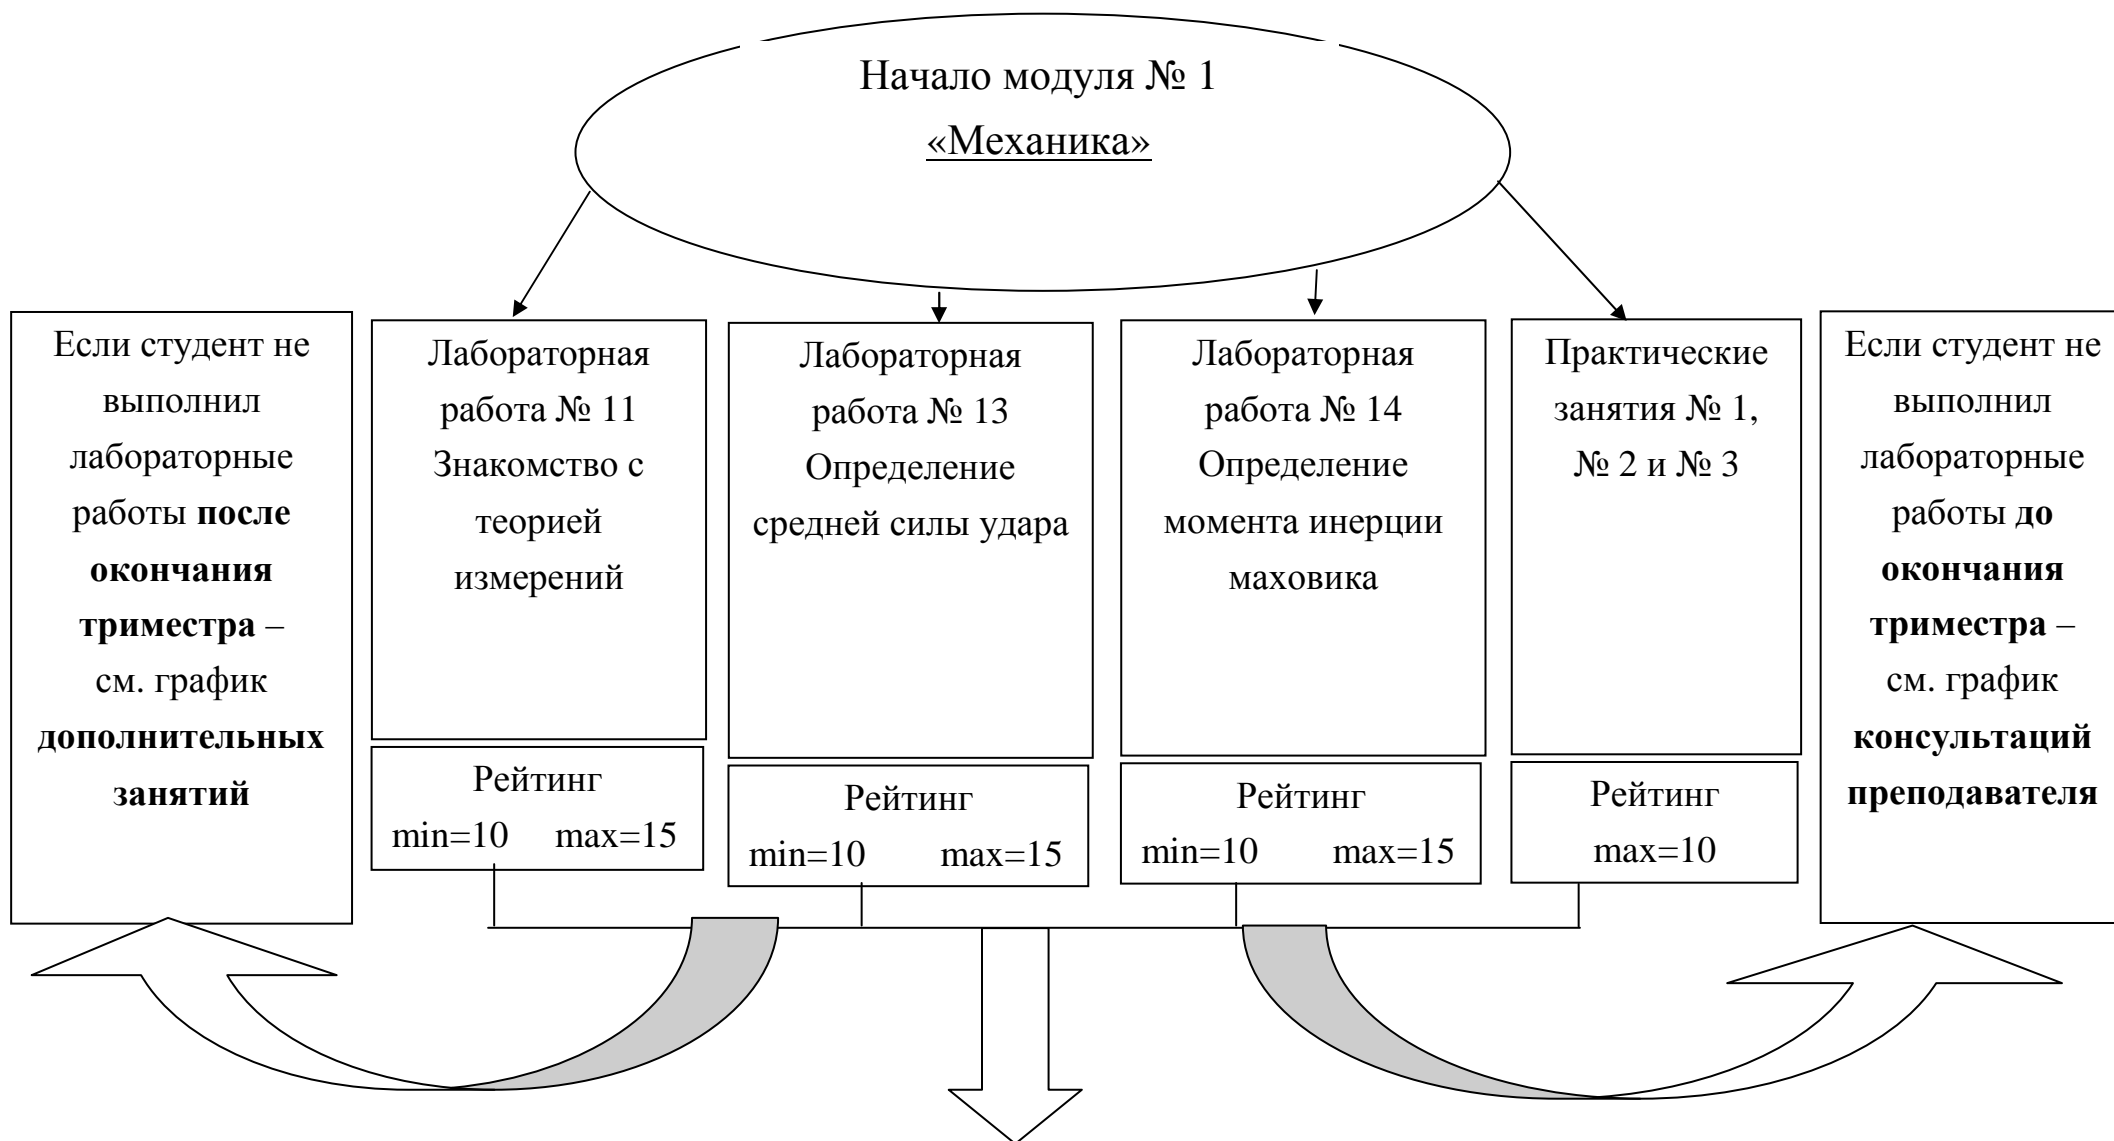 Начало модуля № 1
«Механика»
Если студент не
выполнил
лабораторные
работы после
окончания
триместра –
см. график
дополнительных
занятий
Лабораторная
работа № 11
Знакомство с
теорией
измерений
Рейтинг
min=10 max=15
Лабораторная
работа № 13
Определение
средней силы удара
Рейтинг
min=10 max=15
Лабораторная
работа № 14
Определение
момента инерции
маховика
Рейтинг
min=10 max=15
Практические
занятия № 1,
№ 2 и № 3
Рейтинг
max=10
Если студент не
выполнил
лабораторные
работы до
окончания
триместра –
см. график
консультаций
преподавателя